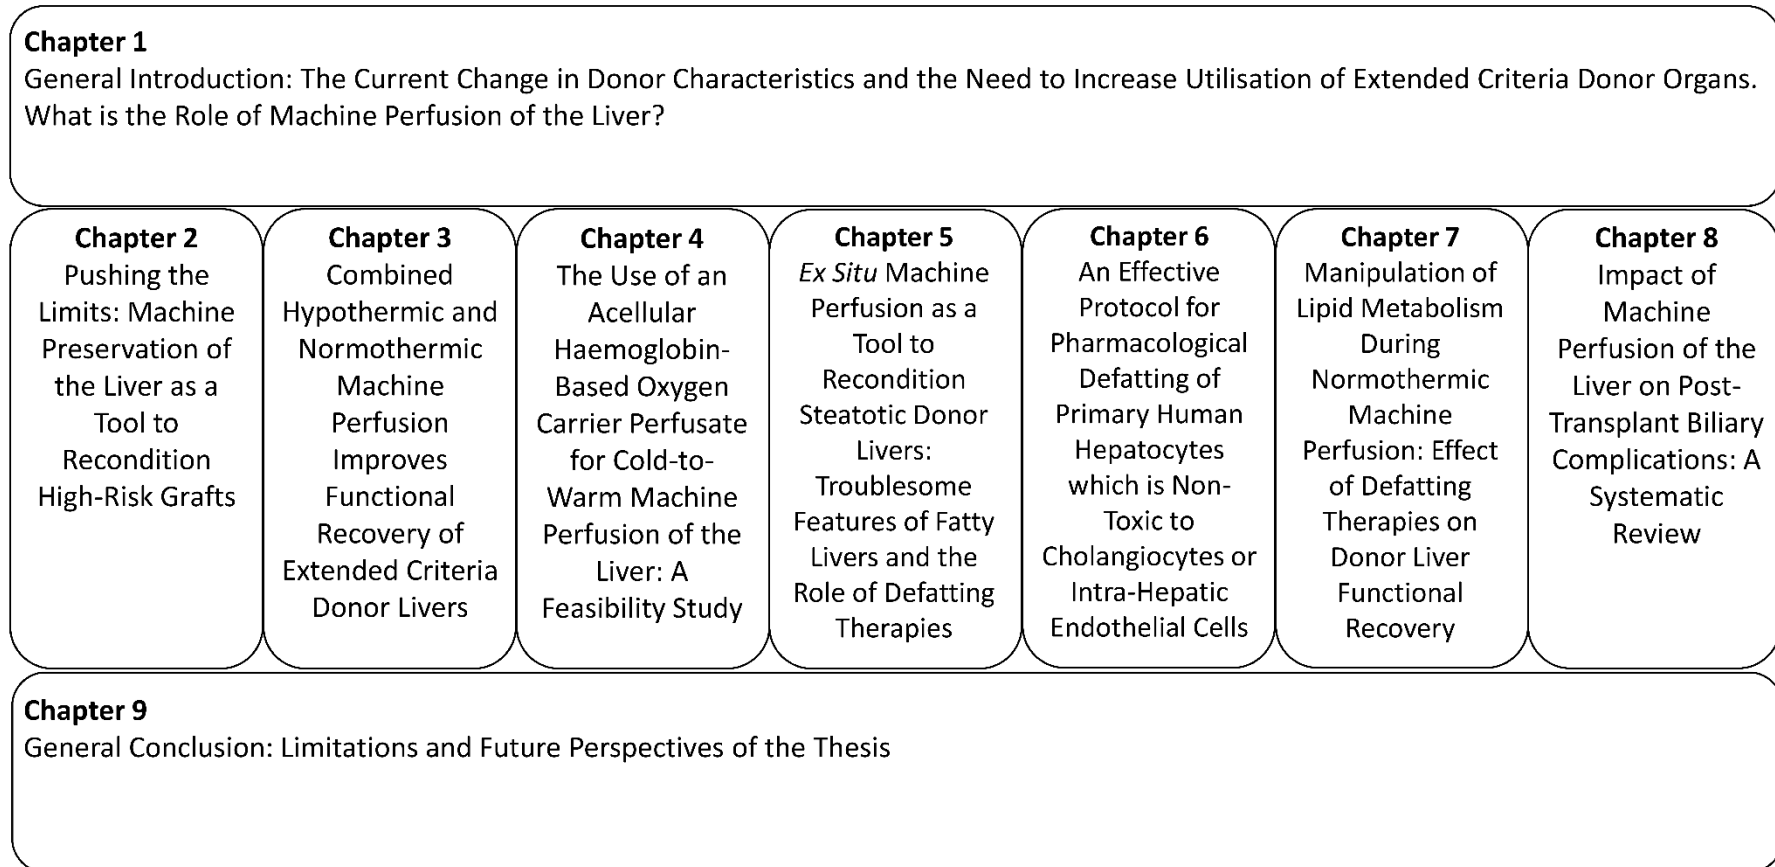 Chapter 1
General Introduction: The Current Change in Donor Characteristics and the Need to Increase Utilisation of Extended Criteria Donor Organs.
What is the Role of Machine Perfusion of the Liver?
Chapter 2
Pushing the
Limits: Machine
Preservation of
the Liver as a
Tool to
Recondition
High-Risk Grafts
Chapter 3
Combined
Hypothermic and
Normothermic
Machine
Perfusion
Improves
Functional
Recovery of
Extended Criteria
Donor Livers
Chapter 4
The Use of an
Acellular
Haemoglobin-
Based Oxygen
Carrier Perfusate
for Cold-to-
Warm Machine
Perfusion of the
Liver: A
Feasibility Study
Chapter 5
Ex Situ Machine
Perfusion as a
Tool to
Recondition
Steatotic Donor
Livers:
Troublesome
Features of Fatty
Livers and the
Role of Defatting
Therapies
Chapter 6
An Effective
Protocol for
Pharmacological
Defatting of
Primary Human
Hepatocytes
which is Non-
Toxic to
Cholangiocytes or
Intra-Hepatic
Endothelial Cells
Chapter 7
Manipulation of
Lipid Metabolism
During
Normothermic
Machine
Perfusion: Effect
of Defatting
Therapies on
Donor Liver
Functional
Recovery
Chapter 8
Impact of
Machine
Perfusion of the
Liver on Post-
Transplant Biliary
Complications: A
Systematic
Review
Chapter 9
General Conclusion: Limitations and Future Perspectives of the Thesis